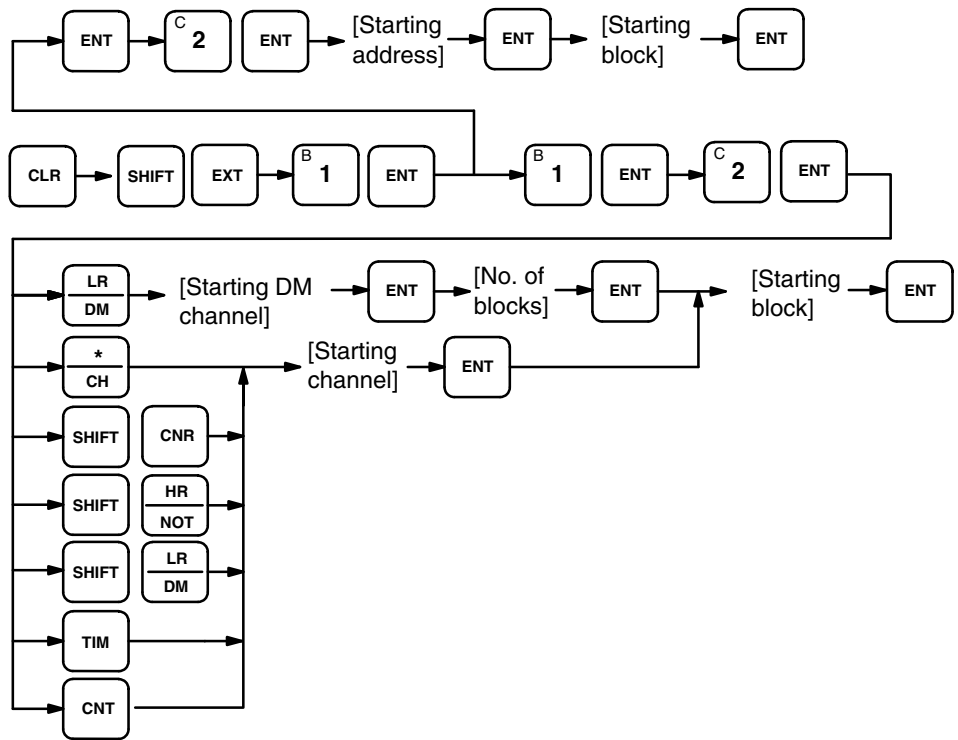 ENT C 2 ENT [Starting address] ENT [Starting block] ENT
CLR SHIFT EXT B 1 ENT B 1 ENT C 2 ENT
LR DM [Starting DM channel] ENT [No. of blocks] ENT [Starting block] ENT
* CH [Starting channel] ENT
SHIFT CNR
SHIFT HR NOT
SHIFT LR DM
TIM
CNT